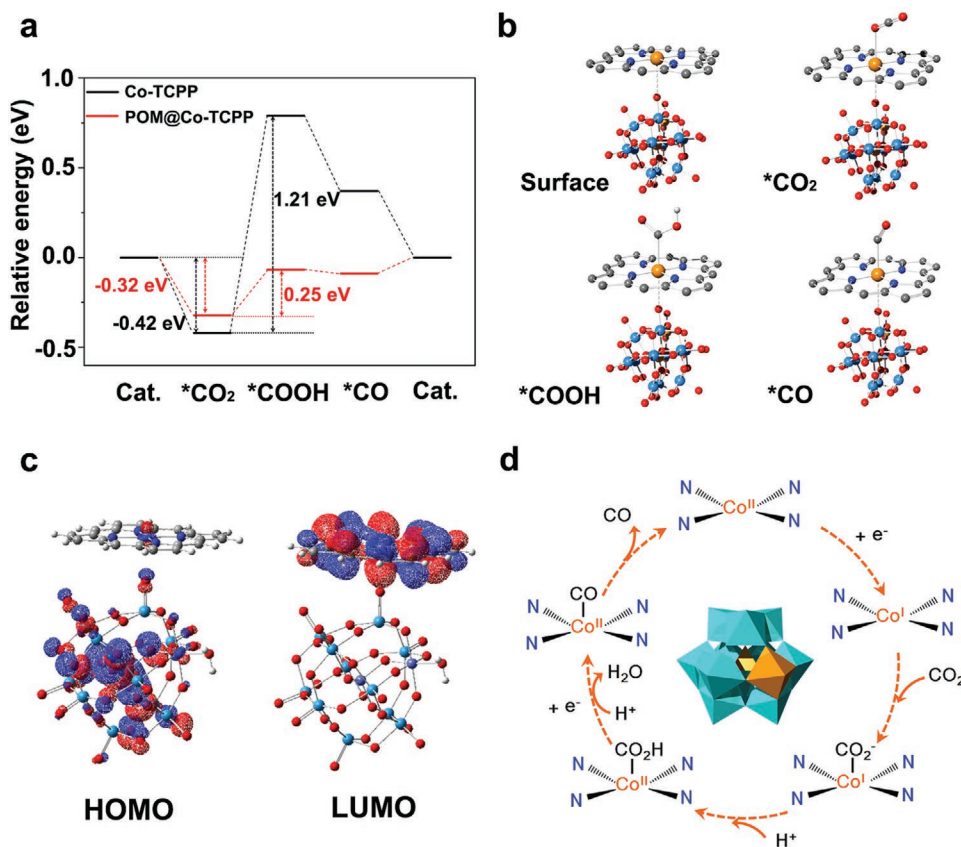 a
Relative energy (eV)
1.0
0.5
0.0
-0.5
Co-TCPP
POM@Co-TCPP
1.21 eV
-0.32 eV
0.25 eV
-0.42 eV
Cat. *CO₂ *COOH *CO Cat.
b
Surface
*CO₂
*COOH
*CO
c
HOMO
LUMO
d
N N
Coᴵᴵ
N N
+ e⁻
N N
Coᴵ
N N
CO₂
CO₂⁻
N N
Coᴵ
N N
H⁺
CO₂H
N N
Coᴵᴵ
N N
+ e⁻
H⁺
H₂O
CO
N N
Coᴵᴵ
N N
CO